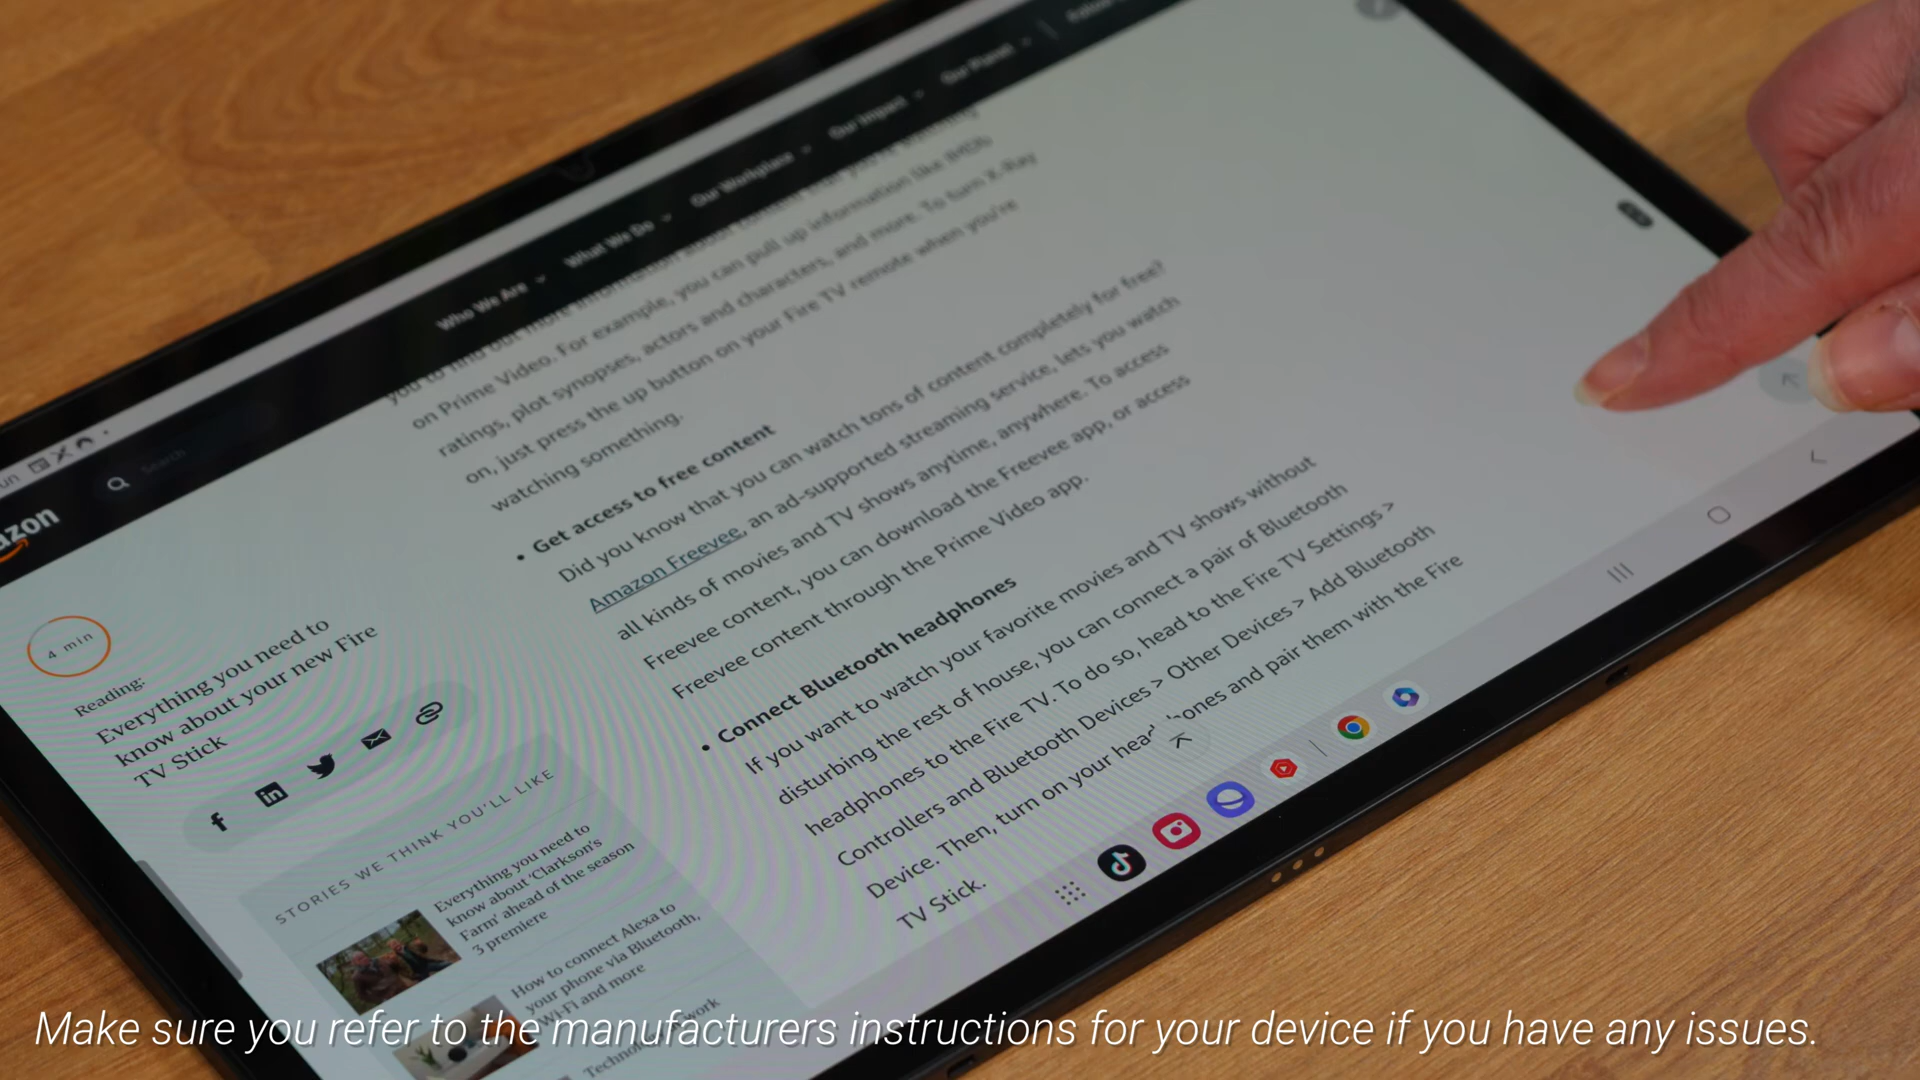 Who We Are
What We Do
Our Workplace
Our Impact
Our Planet
Search
azon
you to find out more information about content
on Prime Video. For example, you can pull up information like IMDb
ratings, plot synopses, actors and characters, and more. To turn X-Ray
on, just press the up button on your Fire TV remote when you're
watching something.
• Get access to free content
Did you know that you can watch tons of content completely for free?
Amazon Freevee, an ad-supported streaming service, lets you watch
all kinds of movies and TV shows anytime, anywhere. To access
Freevee content, you can download the Freevee app, or access
Freevee content through the Prime Video app.
• Connect Bluetooth headphones
If you want to watch your favorite movies and TV shows without
disturbing the rest of house, you can connect a pair of Bluetooth
headphones to the Fire TV. To do so, head to the Fire TV Settings >
Controllers and Bluetooth Devices > Other Devices > Add Bluetooth
Device. Then, turn on your head ones and pair them with the Fire
TV Stick.
4 min
Reading:
Everything you need to
know about your new Fire
TV Stick
STORIES WE THINK YOU'LL LIKE
Everything you need to
know about 'Clarkson's
Farm' ahead of the season
3 premiere
How to connect Alexa to
your phone via Bluetooth,
Wi-Fi and more
Make sure you refer to the manufacturers instructions for your device if you have any issues.